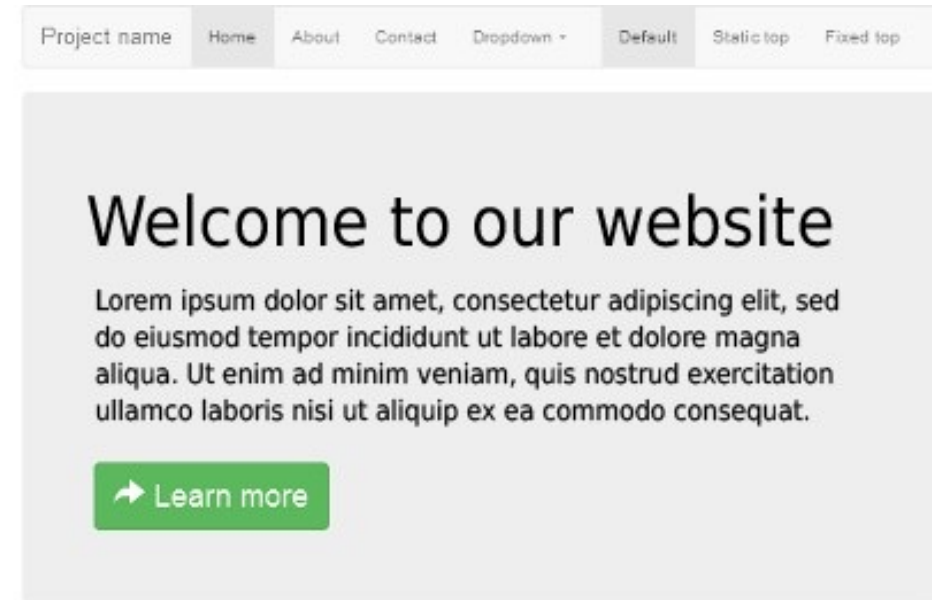 Project name Home About Contact Dropdown Default Static top Fixed top
Welcome to our website
Lorem ipsum dolor sit amet, consectetur adipiscing elit, sed
do eiusmod tempor incididunt ut labore et dolore magna
aliqua. Ut enim ad minim veniam, quis nostrud exercitation
ullamco laboris nisi ut aliquip ex ea commodo consequat.
Learn more